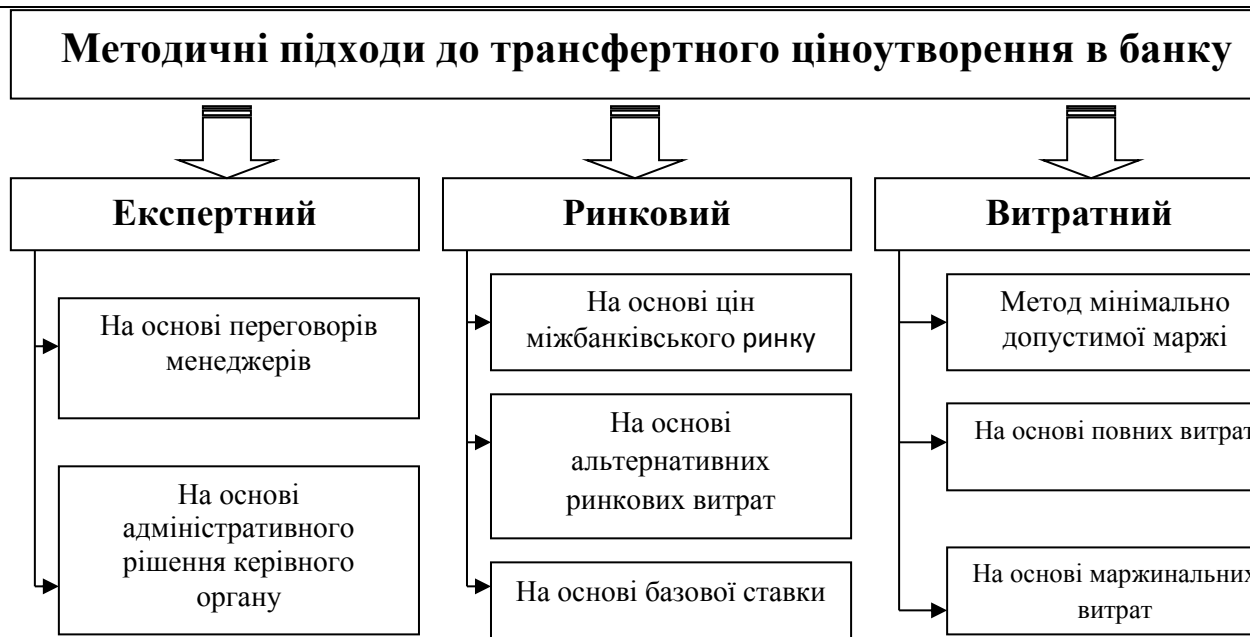 Методичні підходи до трансфертного ціноутворення в банку
Експертний
На основі переговорів
менеджерів
На основі
адміністративного
рішення керівного
органу
Ринковий
На основі цін
міжбанківського ринку
На основі
альтернативних
ринкових витрат
На основі базової ставки
Витратний
Метод мінімально
допустимої маржі
На основі повних витрат
На основі маржинальних
витрат